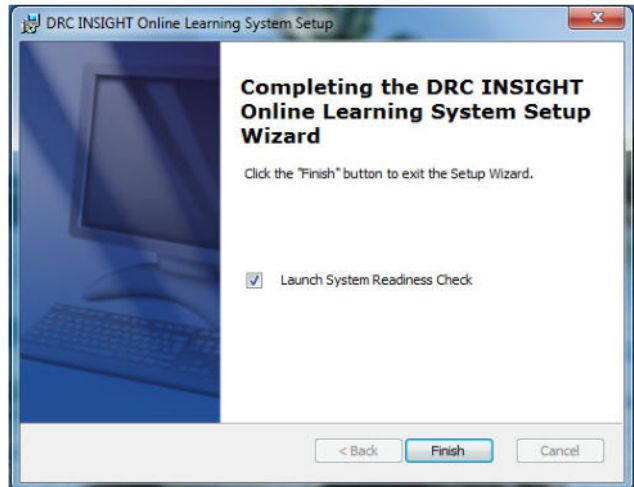 DRC INSIGHT Online Learning System Setup
Completing the DRC INSIGHT
Online Learning System Setup
Wizard
Click the "Finish" button to exit the Setup Wizard.
Launch System Readiness Check
< Back Finish Cancel